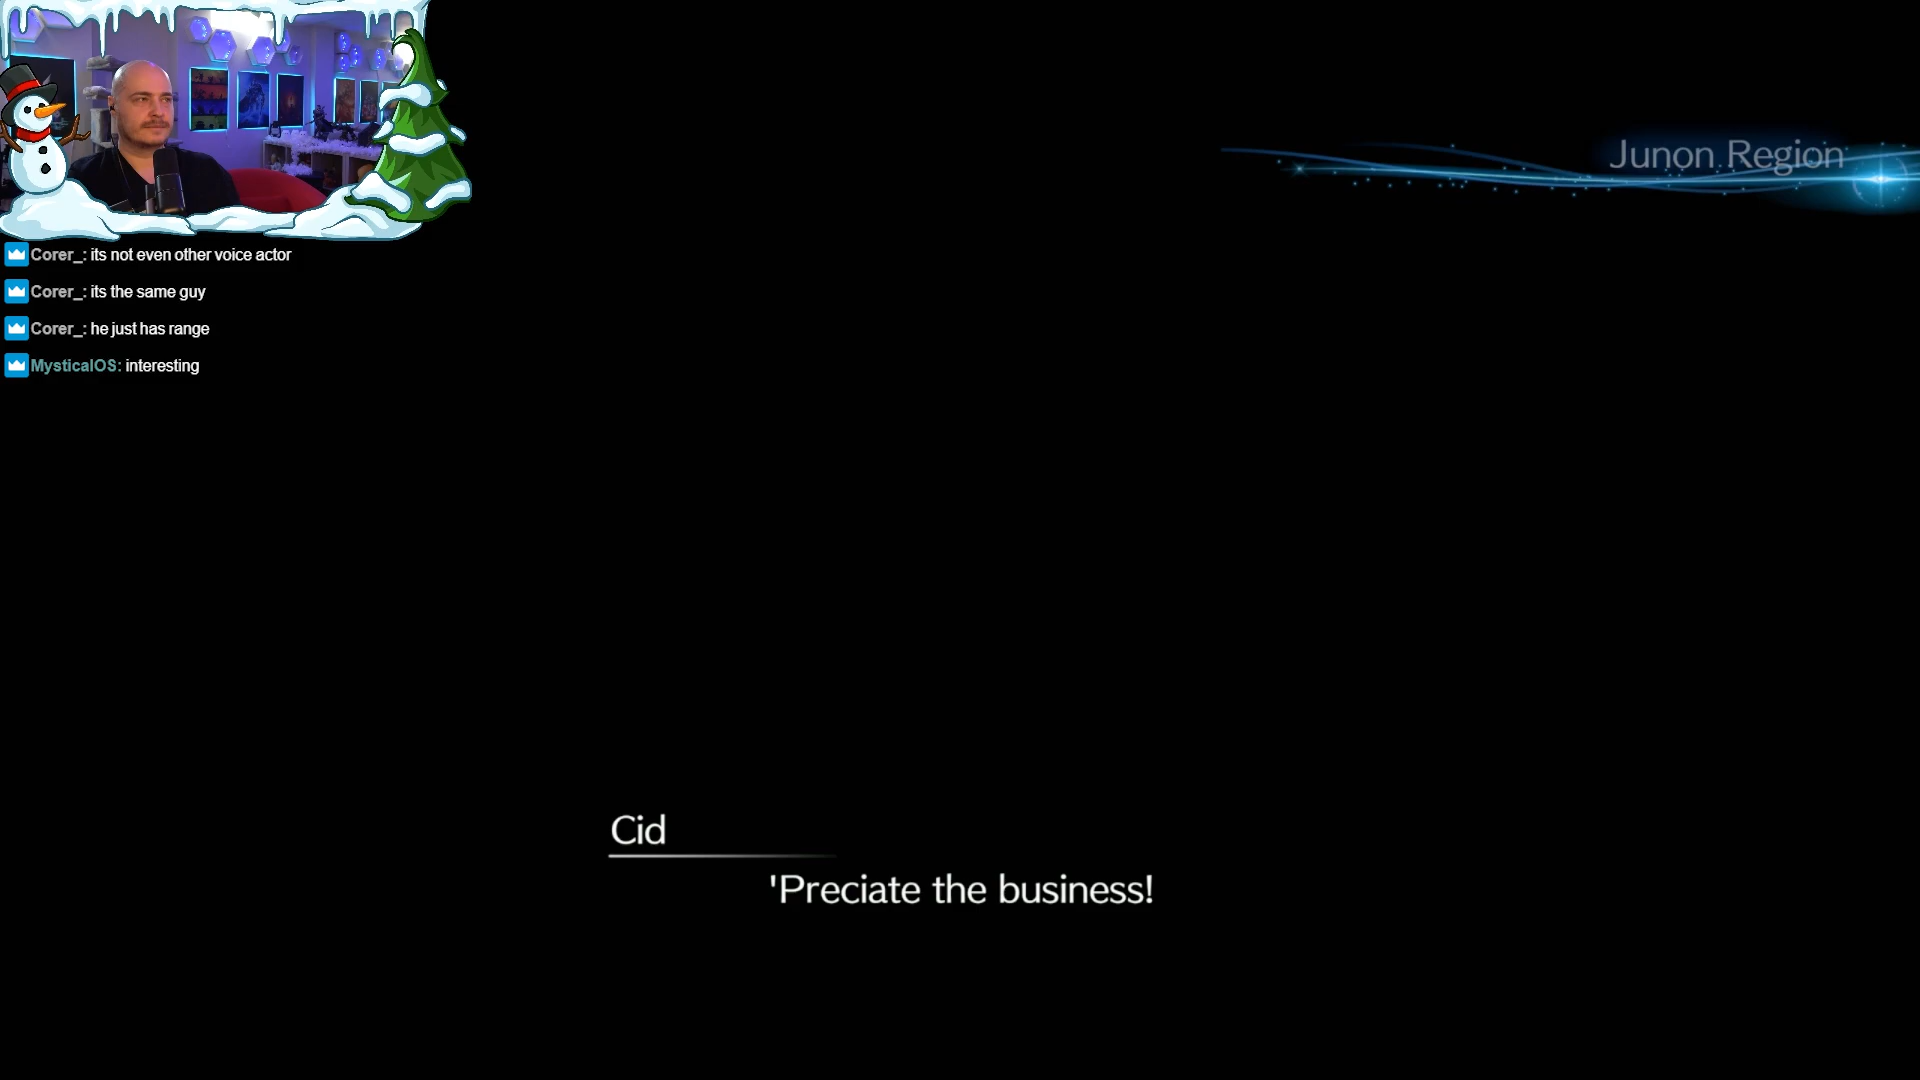 Junon Region
Corer_: its not even other voice actor
Corer_: its the same guy
Corer_: he just has range
MysticalOS: interesting
Cid
'Preciate the business!